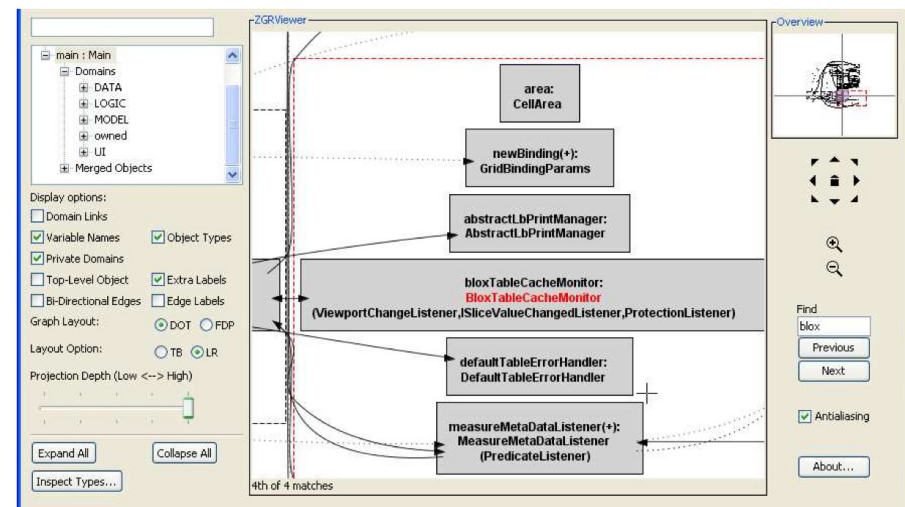 main : Main
Domains
DATA
LOGIC
MODEL
owned
UI
Merged Objects
Display options:
Domain Links
Variable Names
Object Types
Private Domains
Top-Level Object
Extra Labels
Bi-Directional Edges
Edge Labels
Graph Layout:
DOT
FDP
Layout Option:
TB
LR
Projection Depth (Low <--> High)
Expand All
Collapse All
Inspect Types...
ZGRViewer
area:
CellArea
newBinding(+):
GridBindingParams
abstractLbPrintManager:
AbstractLbPrintManager
bloxTableCacheMonitor:
BloxTableCacheMonitor
(ViewportChangeListener,ISliceValueChangedListener,ProtectionListener)
defaultTableErrorHandler:
DefaultTableErrorHandler
measureMetaDataListener(+):
MeasureMetaDataListener
(PredicateListener)
4th of 4 matches
Overview
Find
blox
Previous
Next
Antialiasing
About...